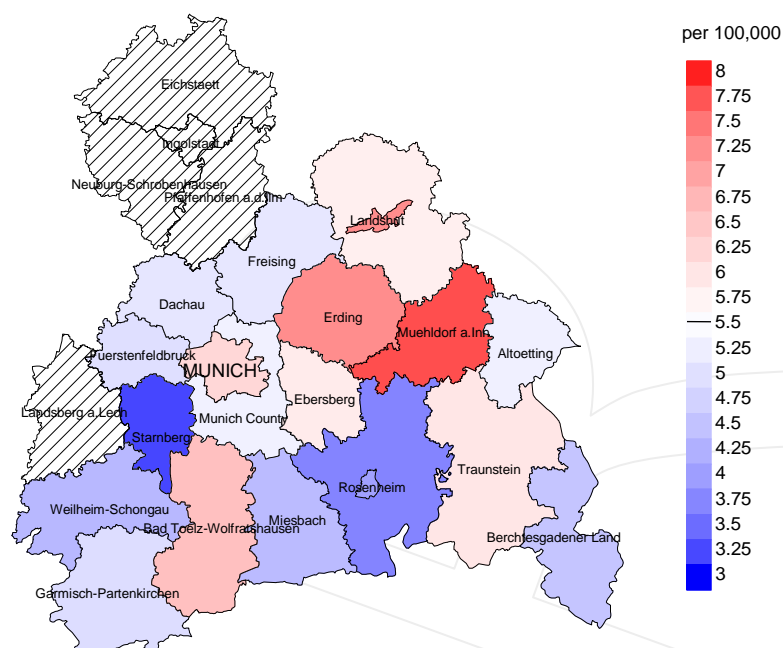 per 100,000
8
7.75
7.5
7.25
7
6.75
6.5
6.25
6
5.75
5.5
5.25
5
4.75
4.5
4.25
4
3.75
3.5
3.25
3
Eichstaett
Ingolstadt
Neuburg-Schrobenhausen
Pfaffenhofen a.d.Ilm
Landshut
Freising
Dachau
Erding
Muehldorf a.Inn
Altoetting
Fuerstenfeldbruck
MUNICH
Ebersberg
Landsberg a.Lech
Munich County
Starnberg
Traunstein
Rosenheim
Weilheim-Schongau
Miesbach
Bad Toelz-Wolfratshausen
Berchtesgadener Land
Garmisch-Partenkirchen